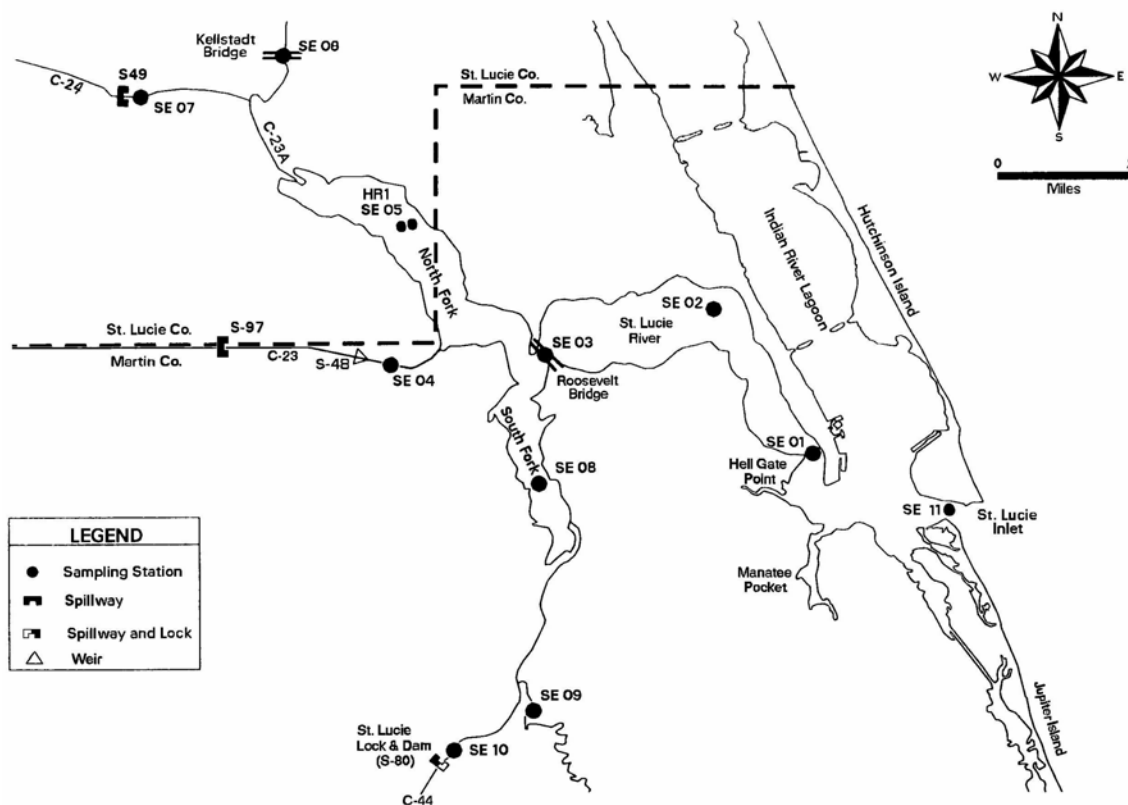 Kellstadt
Bridge
SE 06
N
W
E
S
C-24
S49
SE 07
St. Lucie Co.
Martin Co.
C-23A
0
Miles
HR1
SE 05
North Fork
Indian River Lagoon
Hutchinson Island
SE 02
St. Lucie
River
St. Lucie Co.
Martin Co.
S-97
C-23
S-48
SE 04
SE 03
Roosevelt
Bridge
South Fork
SE 08
SE 01
Hell Gate
Point
SE 11
St. Lucie
Inlet
Manatee
Pocket
LEGEND
Sampling Station
Spillway
Spillway and Lock
Weir
SE 09
St. Lucie
Lock & Dam
(S-80)
SE 10
C-44
Jupiter Island